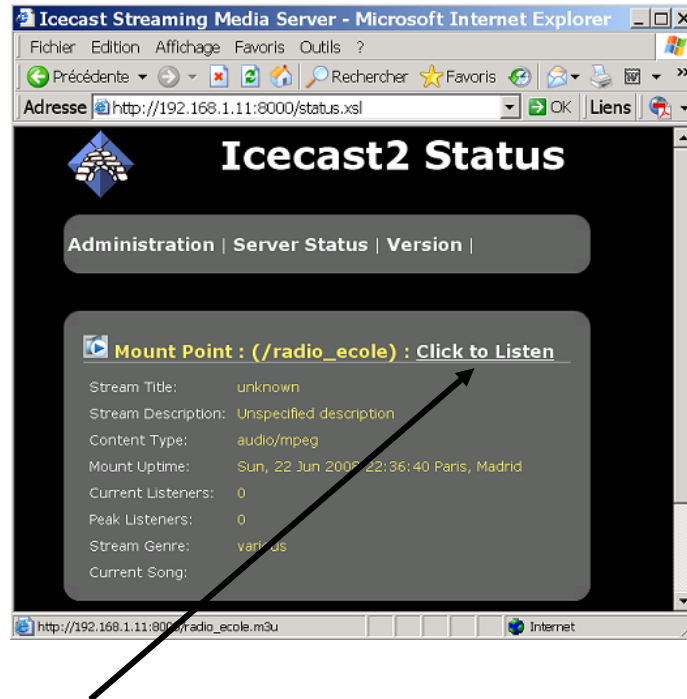 Icecast Streaming Media Server - Microsoft Internet Explorer
Fichier Edition Affichage Favoris Outils ?
Précédente Rechercher Favoris
Adresse http://192.168.1.11:8000/status.xsl OK Liens
Icecast2 Status
Administration | Server Status | Version |
Mount Point : (/radio_ecole) : Click to Listen
Stream Title: unknown
Stream Description: Unspecified description
Content Type: audio/mpeg
Mount Uptime: Sun, 22 Jun 2008 22:36:40 Paris, Madrid
Current Listeners: 0
Peak Listeners: 0
Stream Genre: various
Current Song:
http://192.168.1.11:8000/radio_ecole.m3u Internet